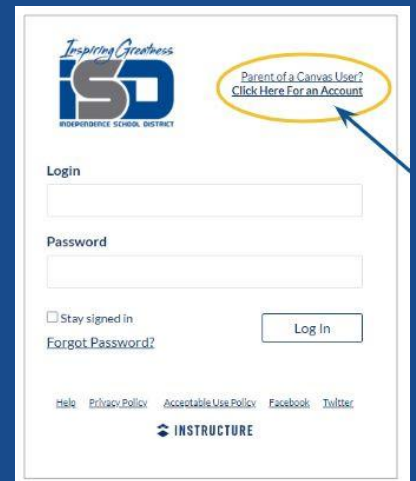 Inspiring Greatness
ISD
INDEPENDENCE SCHOOL DISTRICT
Parent of a Canvas User?
Click Here For an Account
Login
Password
Stay signed in
Log In
Forgot Password?
Help Privacy Policy Acceptable Use Policy Facebook Twitter
INSTRUCTURE